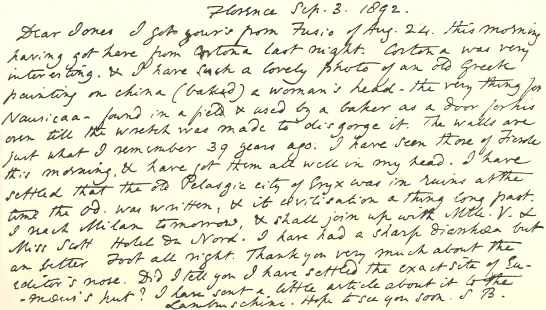 Florence Sep. 3. 1892.
Dear Jones I got yours from Fusio of Aug. 24. this morning
having got here from Cortona last night. Cortona was very
interesting. & I have such a lovely photo of an old Greek
painting on china (baked) a woman's head - the very thing for
Nausicaa - found in a field & used by a baker as a door for his
oven till the wretch was made to disgorge it. The walls are
just what I remember 39 years ago. I have seen those of Fiesole
this morning, & have got them all well in my head. I have
settled that the old Pelasgic city of Eryx was in ruins at the
time the Od. was written, & its civilisation a thing long past.
I reach Milan tomorrow, & shall join up with Mlle. V. &
Miss Scott Hotel du Nord. I have had a sharp diarrhœa but
am better Foot all right. Thank you very much about the
editor's nose. Did I tell you I have settled the exact site of Eu-
-mæus's hut? I have sent a little article about it to the
Lambruschini. Hope to see you soon. S B.